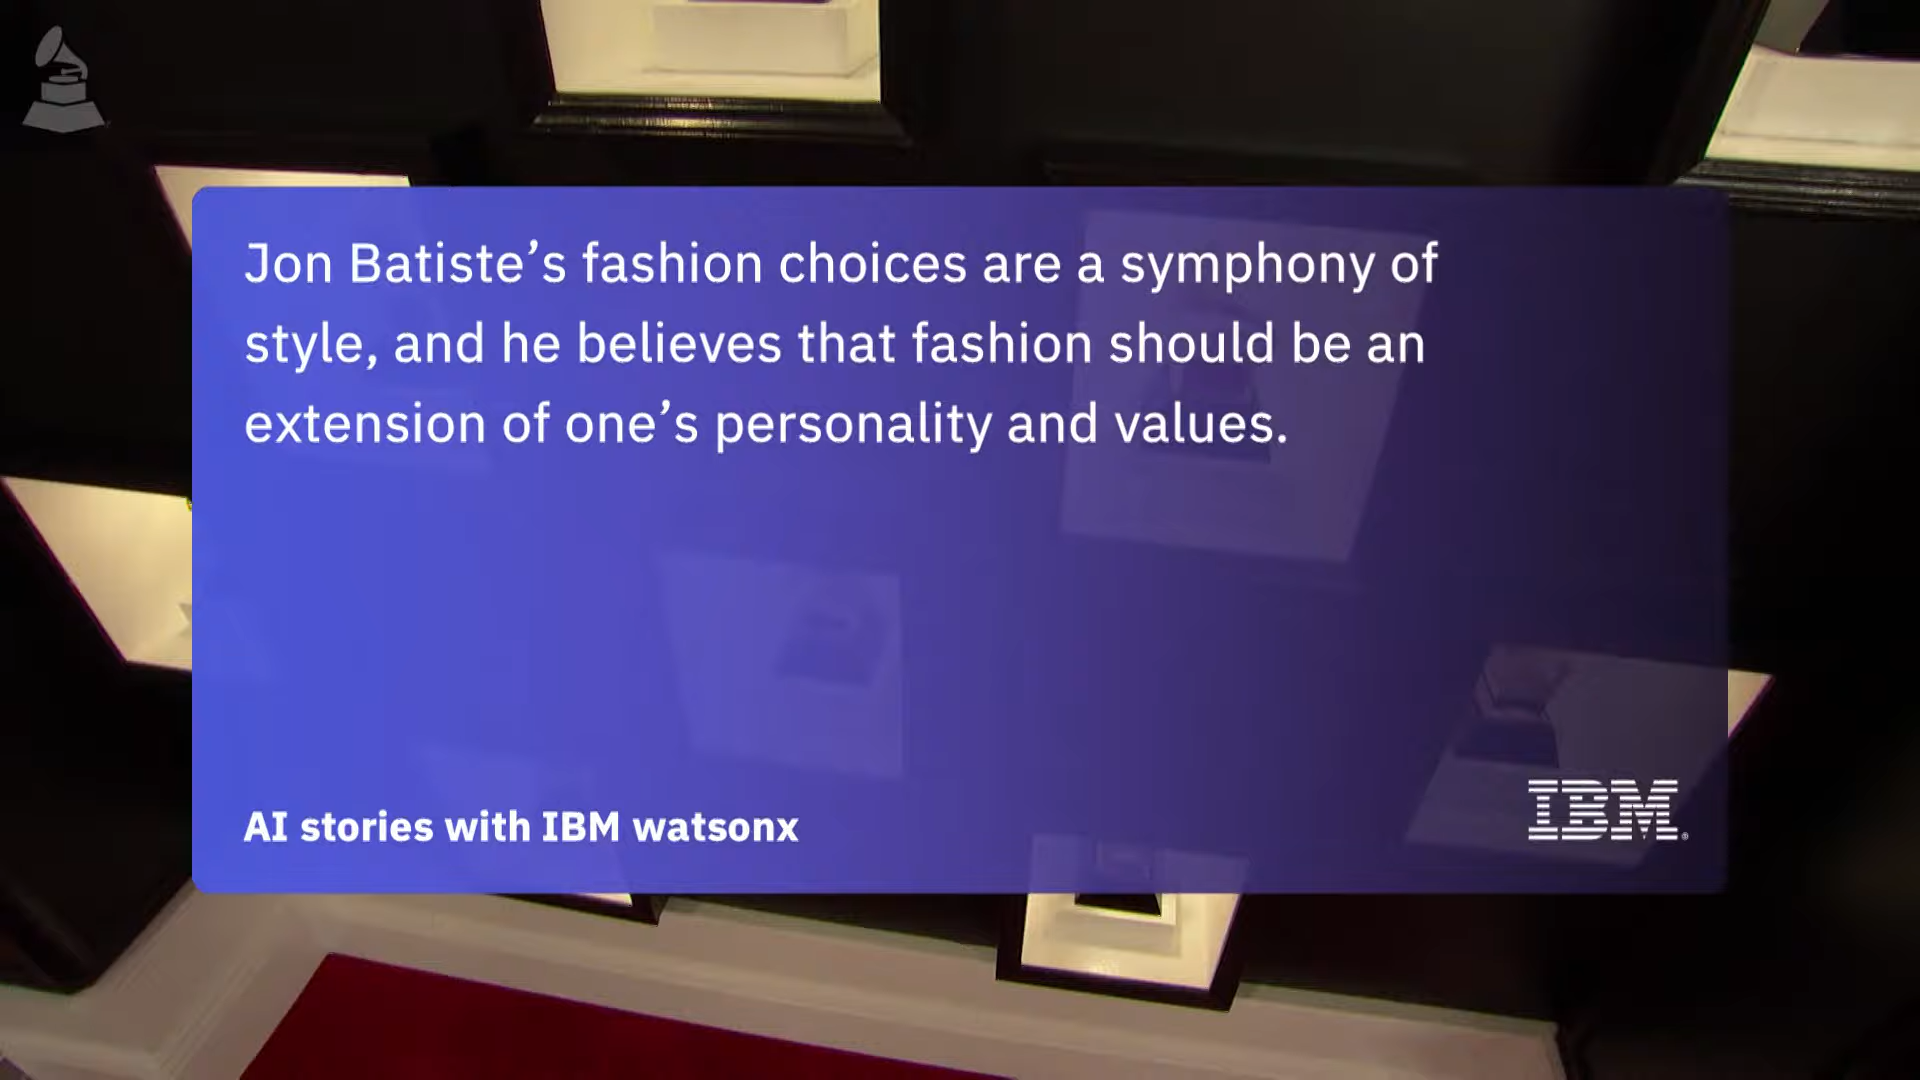 Jon Batiste’s fashion choices are a symphony of
style, and he believes that fashion should be an
extension of one’s personality and values.
AI stories with IBM watsonx
IBM®